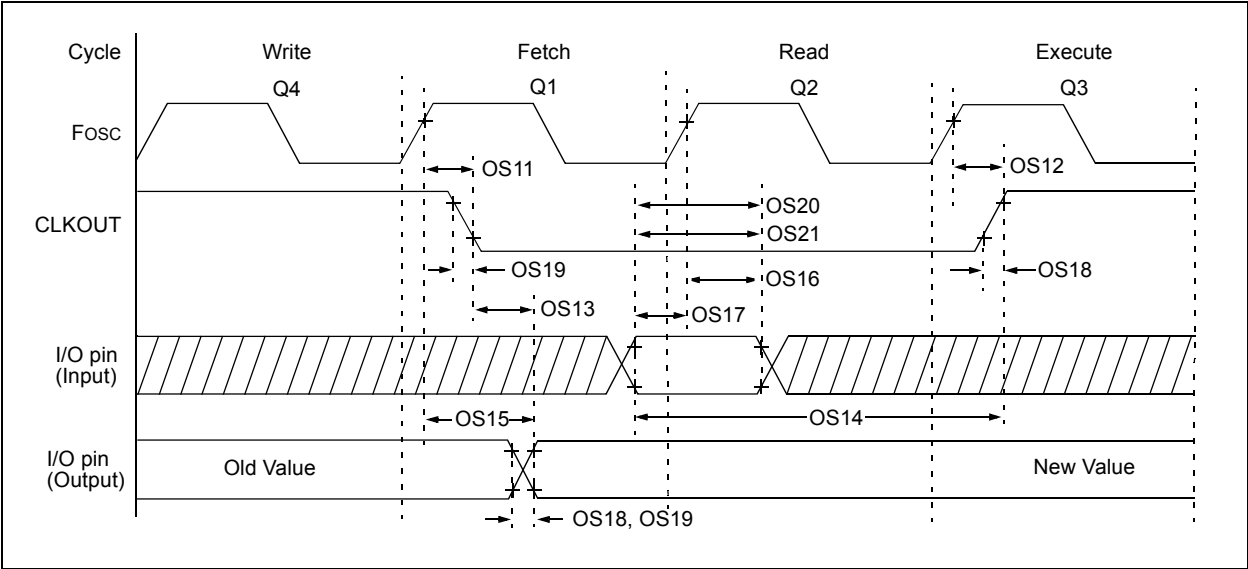 Cycle Write Fetch Read Execute
Q4 Q1 Q2 Q3
Fosc
OS11 OS12
OS20
CLKOUT
OS21
OS19 OS16 OS18
OS13 OS17
I/O pin
(Input)
OS15 OS14
I/O pin
(Output)
Old Value New Value
OS18, OS19